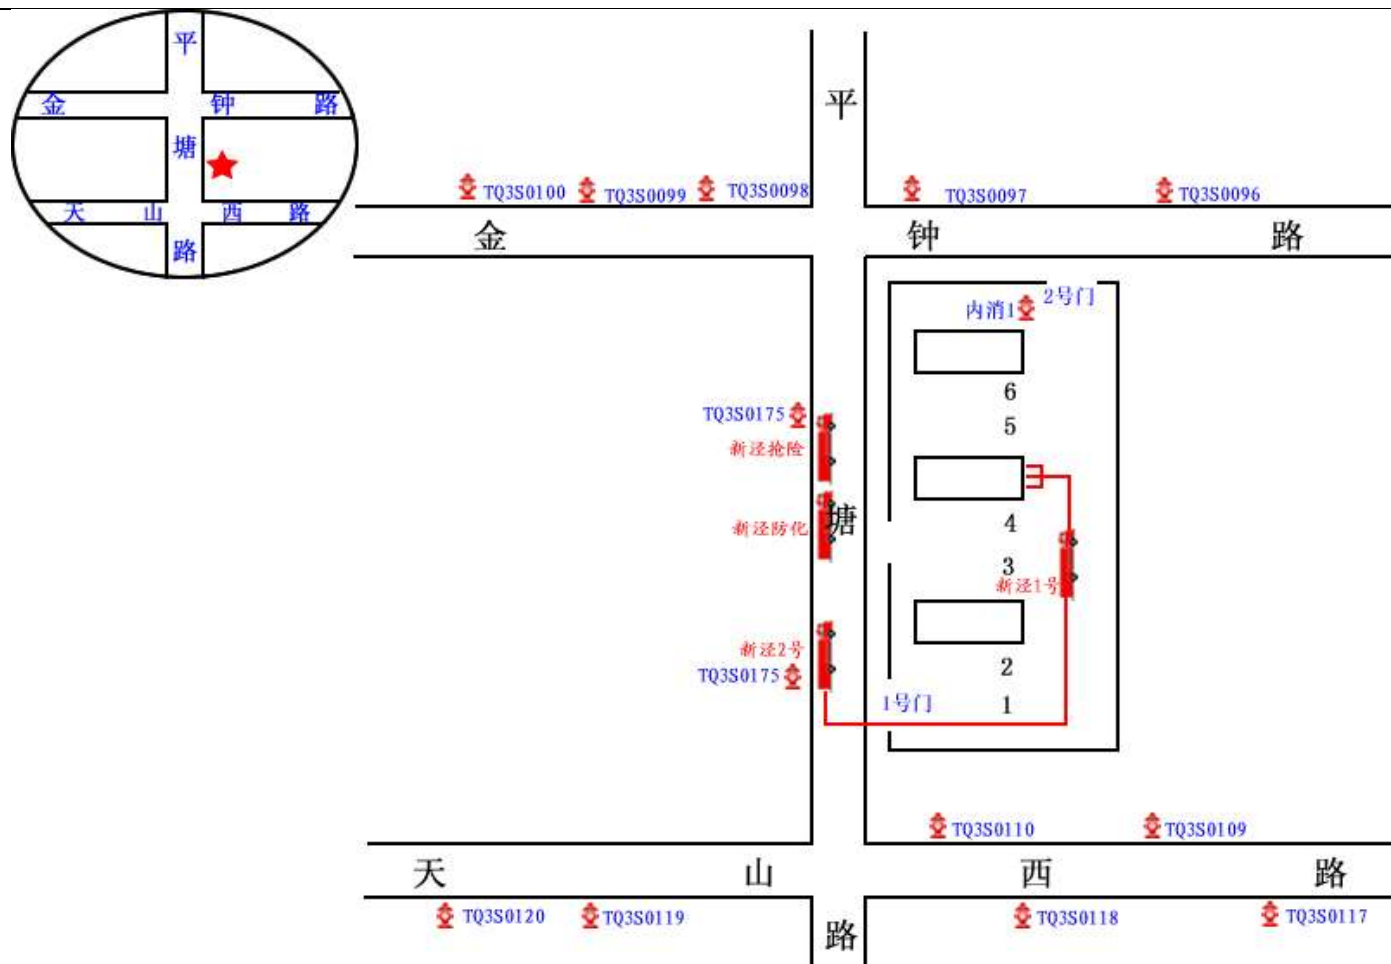 平
金 钟 路
塘
天 山 西 路
路
平
TQ3S0100
TQ3S0099
TQ3S0098
TQ3S0097
TQ3S0096
金 钟 路
2号门
内消1
6
5
TQ3S0175
新泾抢险
塘
新泾防化
4
3
新泾1号
新泾2号
TQ3S0175
2
1号门
1
TQ3S0110
TQ3S0109
天 山 西 路
TQ3S0120
TQ3S0119
TQ3S0118
TQ3S0117
路